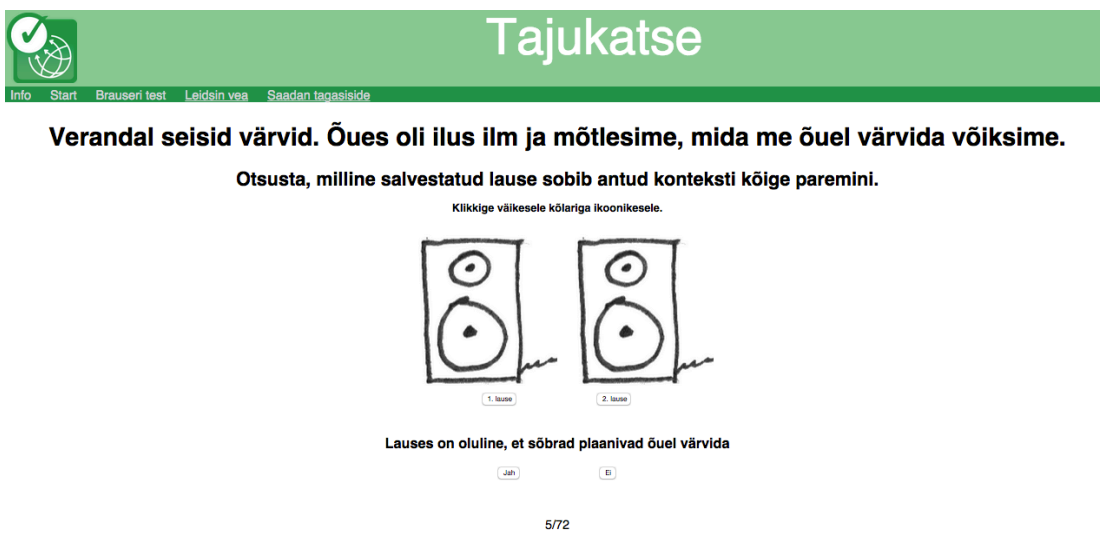 Tajukatse
Info Start Brauseri test Leidsin vea Saadan tagasiside
Verandal seisid värvid. Õues oli ilus ilm ja mõtlesime, mida me õuel värvida võiksime.
Otsusta, milline salvestatud lause sobib antud konteksti kõige paremini.
Klikkige väikesele kõlariga ikoonikesele.
1. lause 2. lause
Lauses on oluline, et sõbrad plaanivad õuel värvida
Jah Ei
5/72